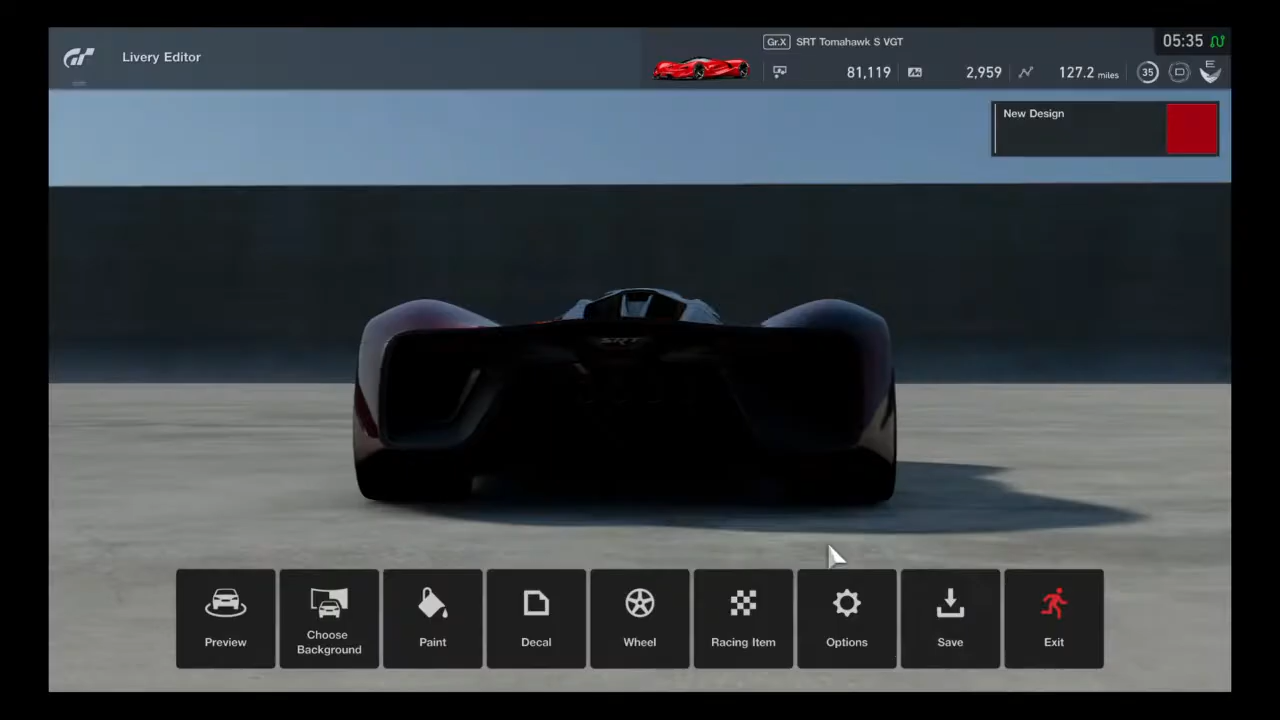 Livery Editor
Gr.X SRT Tomahawk S VGT
05:35
81,119
2,959
127.2 miles
35
E
New Design
SRT
Preview
Choose
Background
Paint
Decal
Wheel
Racing Item
Options
Save
Exit